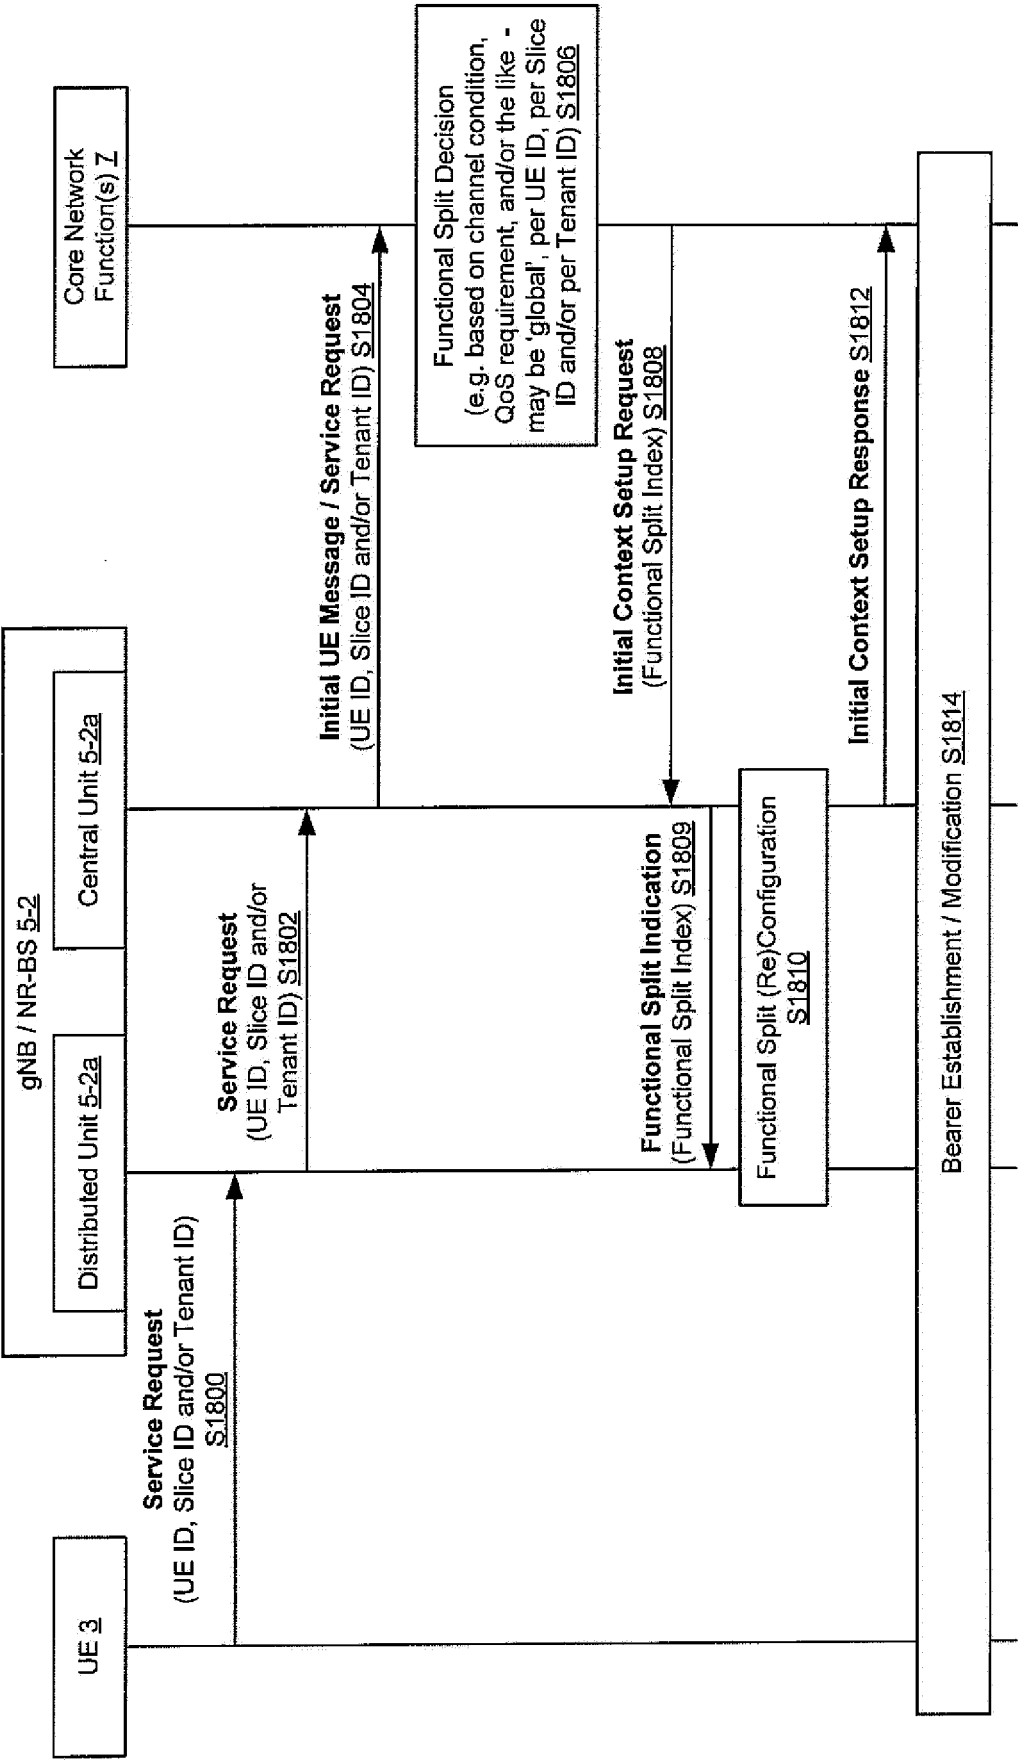 gNB / NR-BS 5-2
UE 3
Distributed Unit 5-2a
Central Unit 5-2a
Core Network
Function(s) 7
Service Request
(UE ID, Slice ID and/or Tenant ID)
S1800
Service Request
(UE ID, Slice ID and/or
Tenant ID) S1802
Initial UE Message / Service Request
(UE ID, Slice ID and/or Tenant ID) S1804
Functional Split Decision
(e.g. based on channel condition,
QoS requirement, and/or the like -
may be 'global', per UE ID, per Slice
ID and/or per Tenant ID) S1806
Initial Context Setup Request
(Functional Split Index) S1808
Functional Split Indication
(Functional Split Index) S1809
Functional Split (Re)Configuration
S1810
Initial Context Setup Response S1812
Bearer Establishment / Modification S1814